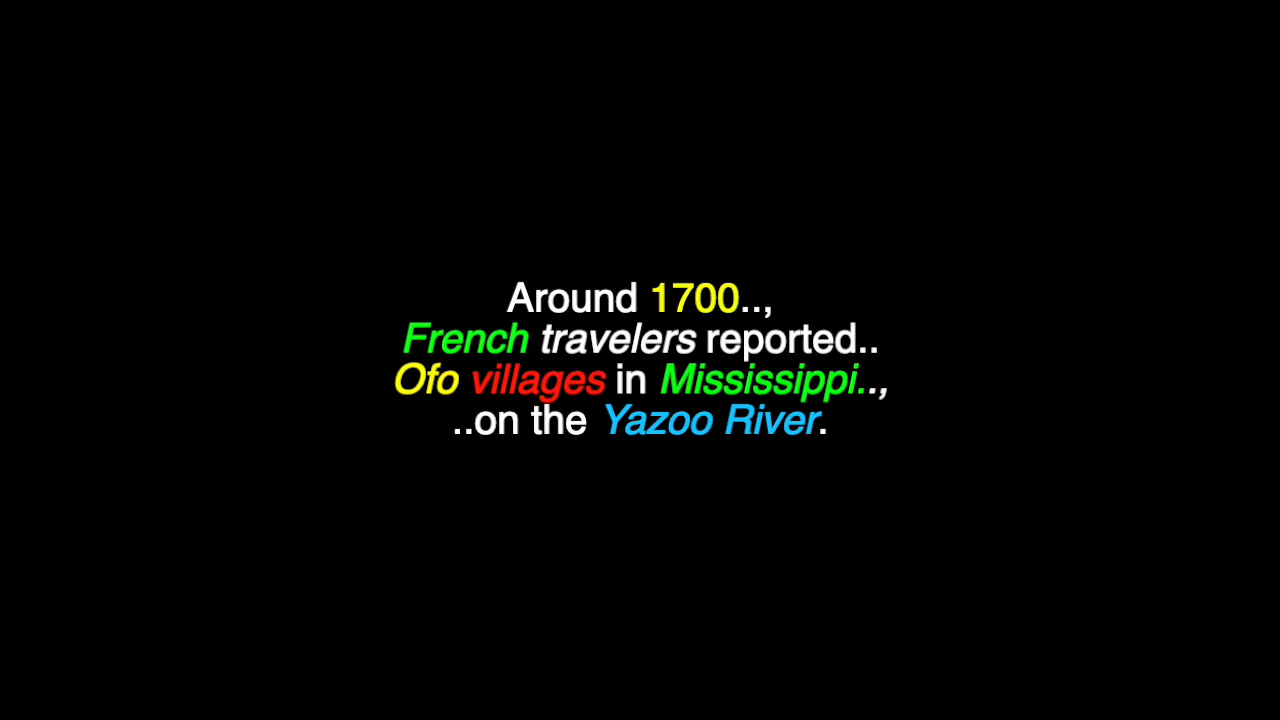 Around 1700..,
French travelers reported..
Ofo villages in Mississippi..,
..on the Yazoo River.